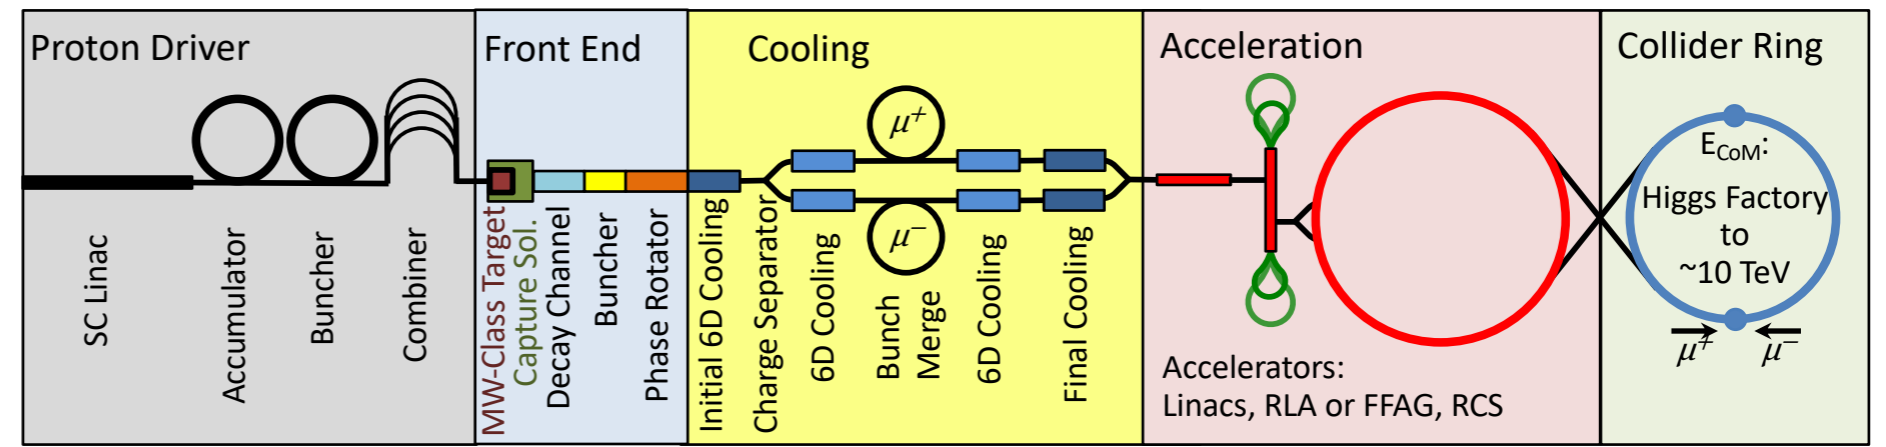 Proton Driver
SC Linac
Accumulator
Buncher
Combiner
Front End
MW-Class Target
Capture Sol.
Decay Channel
Buncher
Phase Rotator
Cooling
μ+
μ−
Initial 6D Cooling
Charge Separator
6D Cooling
Bunch
Merge
6D Cooling
Final Cooling
Acceleration
Accelerators:
Linacs, RLA or FFAG, RCS
Collider Ring
ECoM:
Higgs Factory
to
~10 TeV
μ+ μ−